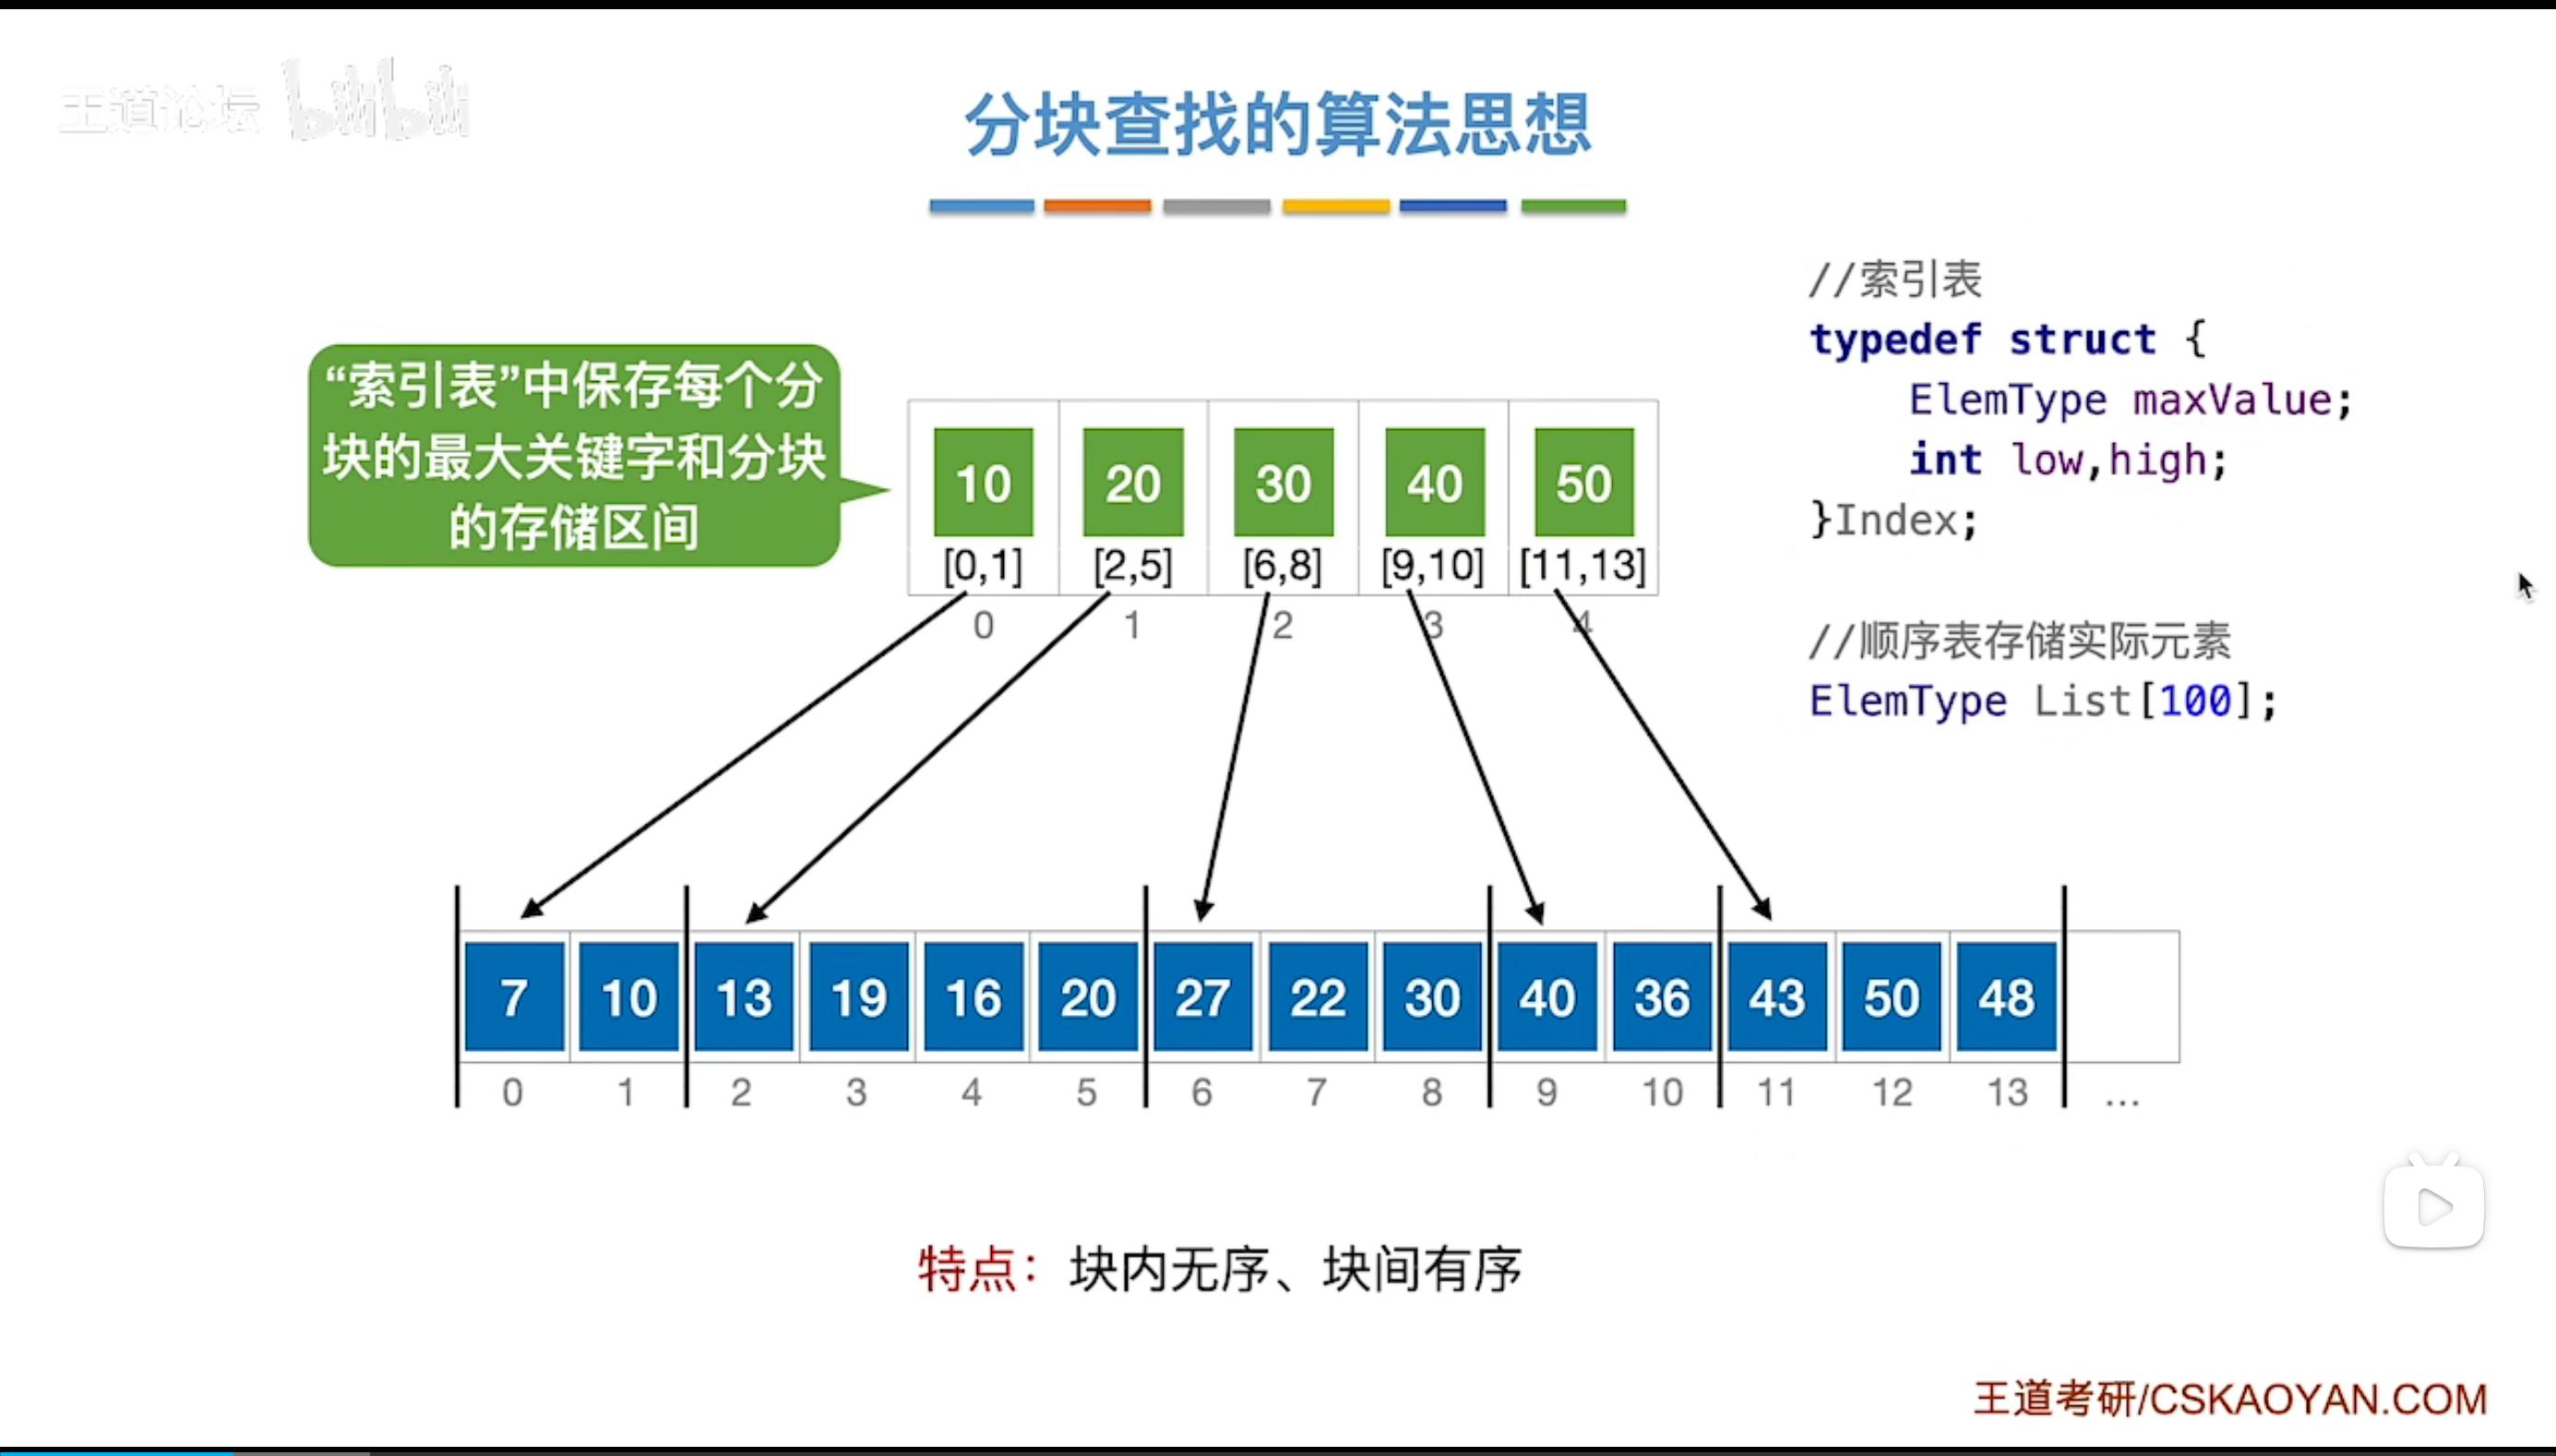 王道论坛 bilibili
分块查找的算法思想
//索引表
typedef struct {
ElemType maxValue;
int low,high;
}Index;
//顺序表存储实际元素
ElemType List[100];
“索引表”中保存每个分
块的最大关键字和分块
的存储区间
10 20 30 40 50
[0,1] [2,5] [6,8] [9,10] [11,13]
0 1 2 3 4
7 10 13 19 16 20 27 22 30 40 36 43 50 48
0 1 2 3 4 5 6 7 8 9 10 11 12 13 ...
特点：块内无序、块间有序
王道考研/CSKAOYAN.COM